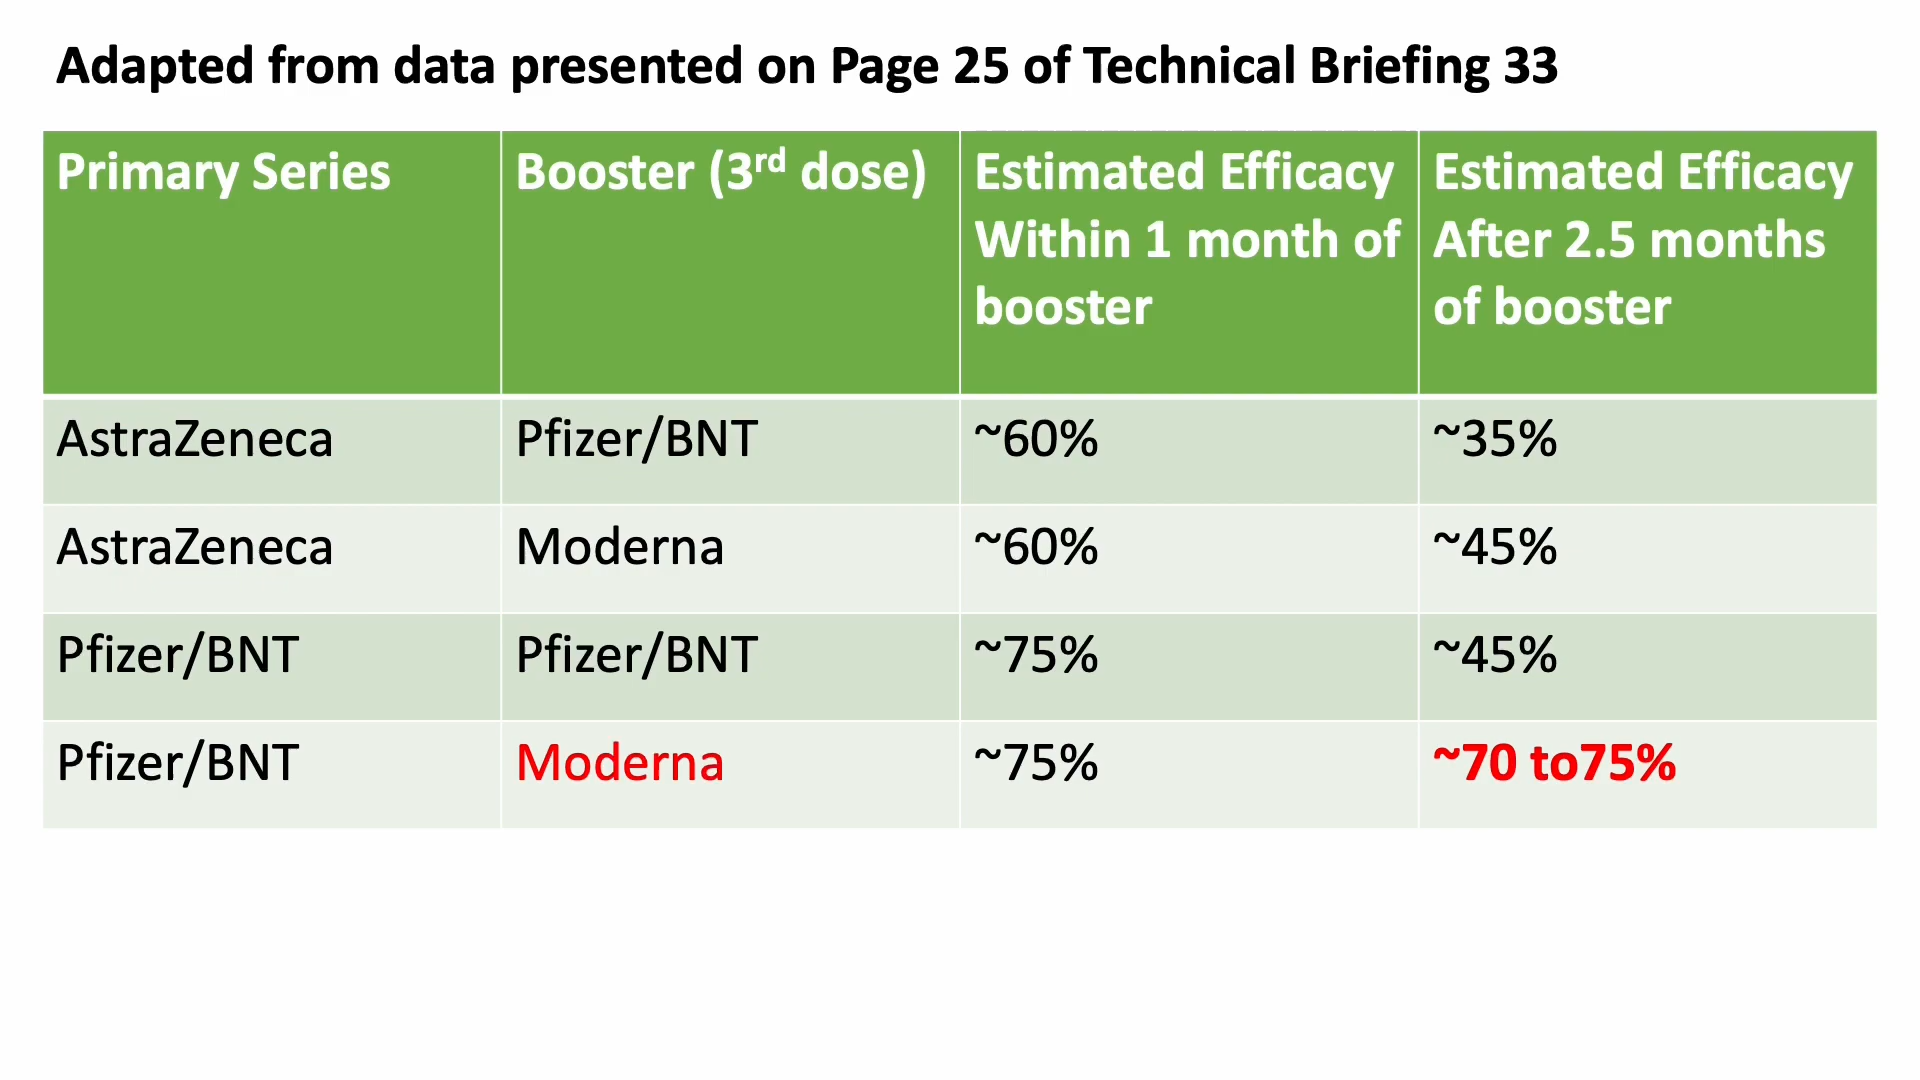 Adapted from data presented on Page 25 of Technical Briefing 33
Primary Series
Booster (3rd dose)
Estimated Efficacy
Within 1 month of
booster
Estimated Efficacy
After 2.5 months
of booster
AstraZeneca
Pfizer/BNT
~60%
~35%
AstraZeneca
Moderna
~60%
~45%
Pfizer/BNT
Pfizer/BNT
~75%
~45%
Pfizer/BNT
Moderna
~75%
~70 to75%